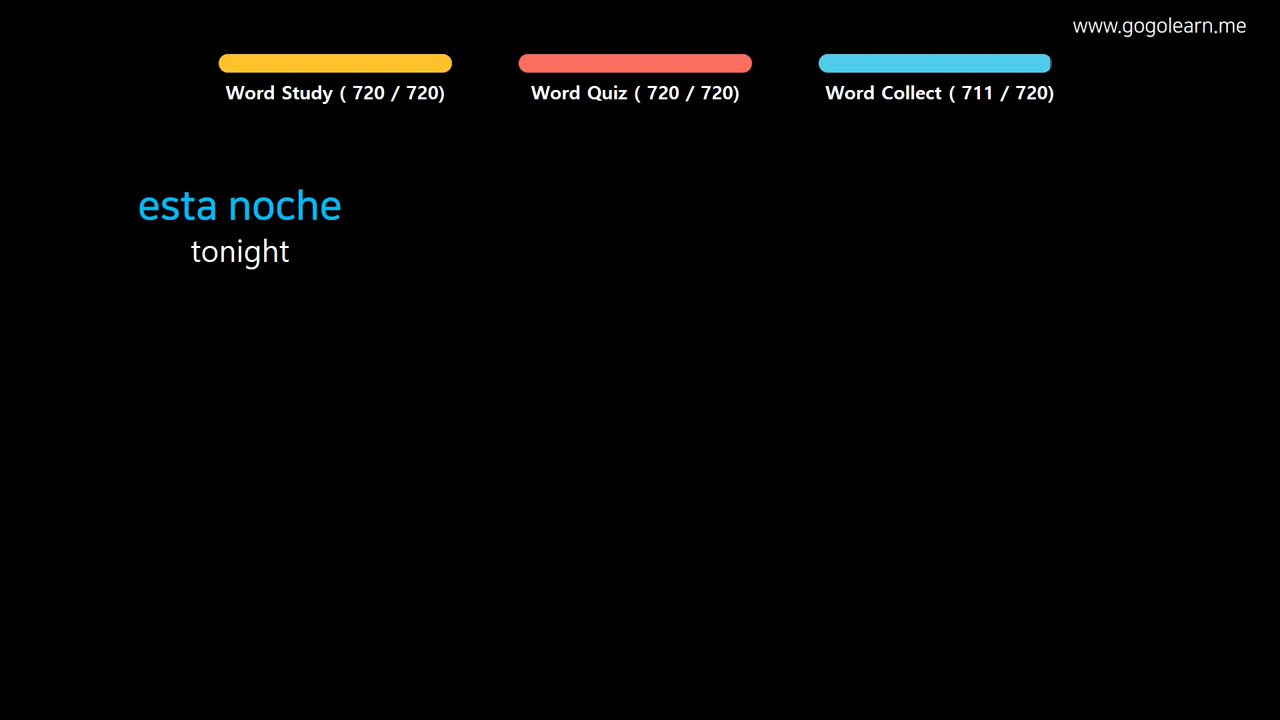 www.gogolearn.me
Word Study ( 720 / 720)
Word Quiz ( 720 / 720)
Word Collect ( 711 / 720)
esta noche
tonight